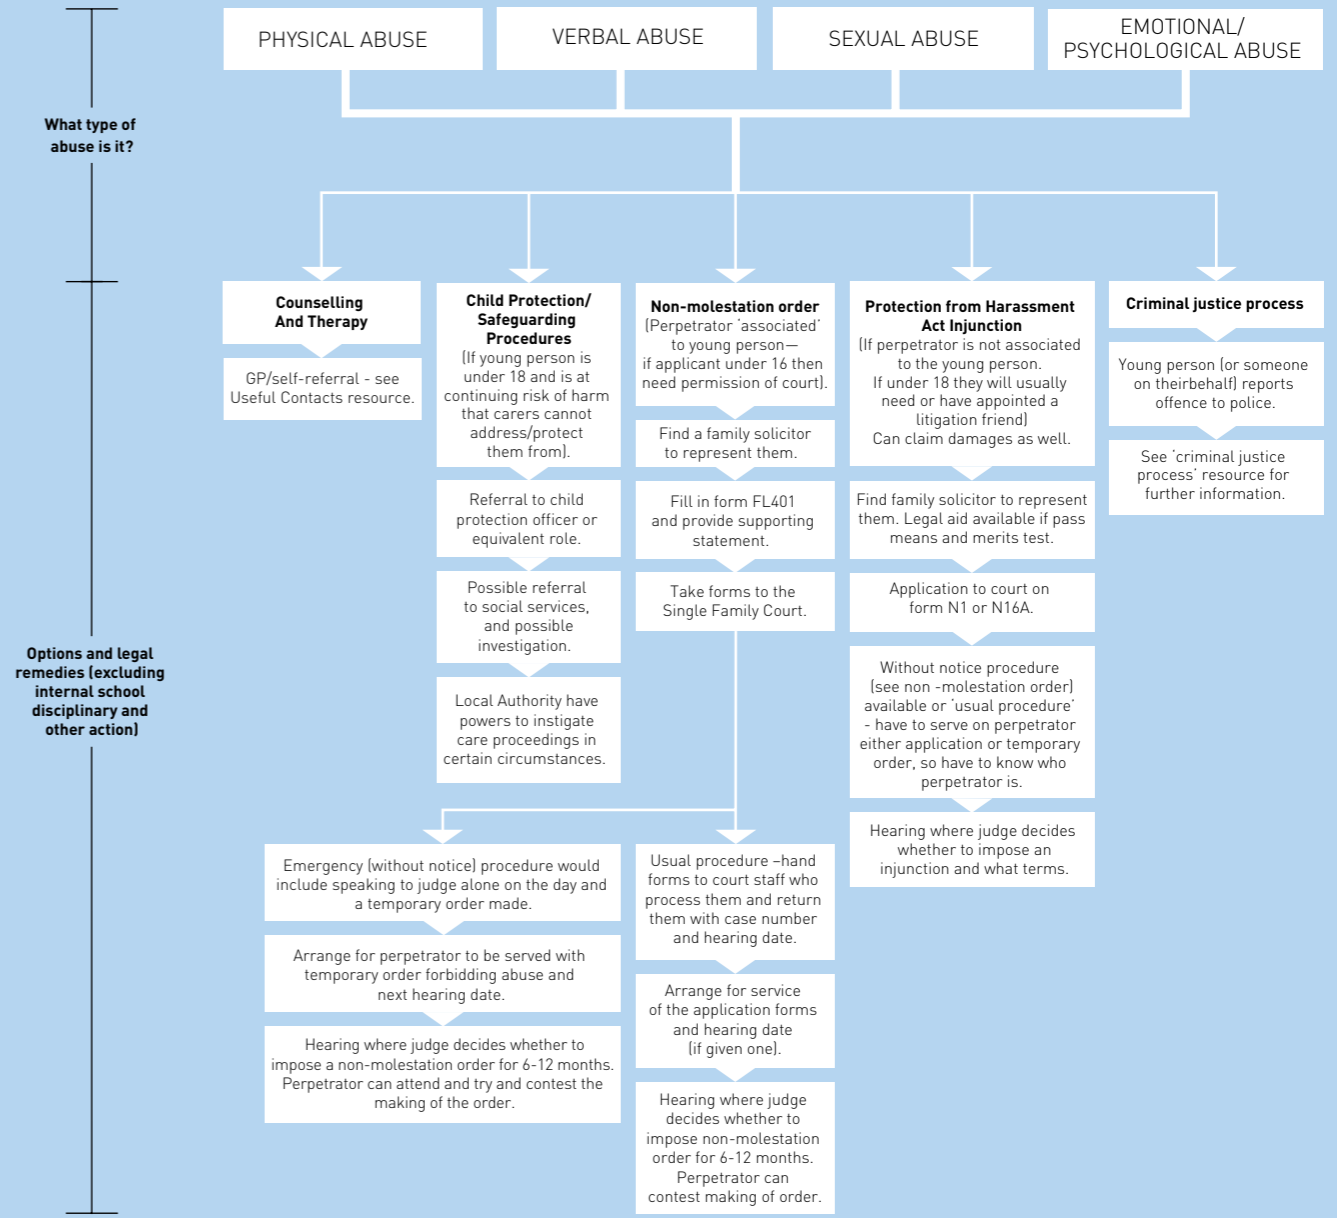 PHYSICAL ABUSE
VERBAL ABUSE
SEXUAL ABUSE
EMOTIONAL/
PSYCHOLOGICAL ABUSE
What type of
abuse is it?
Options and legal
remedies (excluding
internal school
disciplinary and
other action)
Counselling
And Therapy
GP/self-referral - see
Useful Contacts resource.
Child Protection/
Safeguarding
Procedures
(If young person is
under 18 and is at
continuing risk of harm
that carers cannot
address/protect
them from).
Referral to child
protection officer or
equivalent role.
Possible referral
to social services,
and possible
investigation.
Local Authority have
powers to instigate
care proceedings in
certain circumstances.
Non-molestation order
(Perpetrator ‘associated’
to young person—
if applicant under 16 then
need permission of court).
Find a family solicitor
to represent them.
Fill in form FL401
and provide supporting
statement.
Take forms to the
Single Family Court.
Emergency (without notice) procedure would
include speaking to judge alone on the day and
a temporary order made.
Arrange for perpetrator to be served with
temporary order forbidding abuse and
next hearing date.
Hearing where judge decides whether to
impose a non-molestation order for 6-12 months.
Perpetrator can attend and try and contest the
making of the order.
Usual procedure –hand
forms to court staff who
process them and return
them with case number
and hearing date.
Arrange for service
of the application forms
and hearing date
(if given one).
Hearing where judge
decides whether to
impose non-molestation
order for 6-12 months.
Perpetrator can
contest making of order.
Protection from Harassment
Act Injunction
(If perpetrator is not associated
to the young person.
If under 18 they will usually
need or have appointed a
litigation friend)
Can claim damages as well.
Find family solicitor to represent
them. Legal aid available if pass
means and merits test.
Application to court on
form N1 or N16A.
Without notice procedure
(see non -molestation order)
available or ‘usual procedure’
- have to serve on perpetrator
either application or temporary
order, so have to know who
perpetrator is.
Hearing where judge decides
whether to impose an
injunction and what terms.
Criminal justice process
Young person (or someone
on theirbehalf) reports
offence to police.
See ‘criminal justice
process’ resource for
further information.